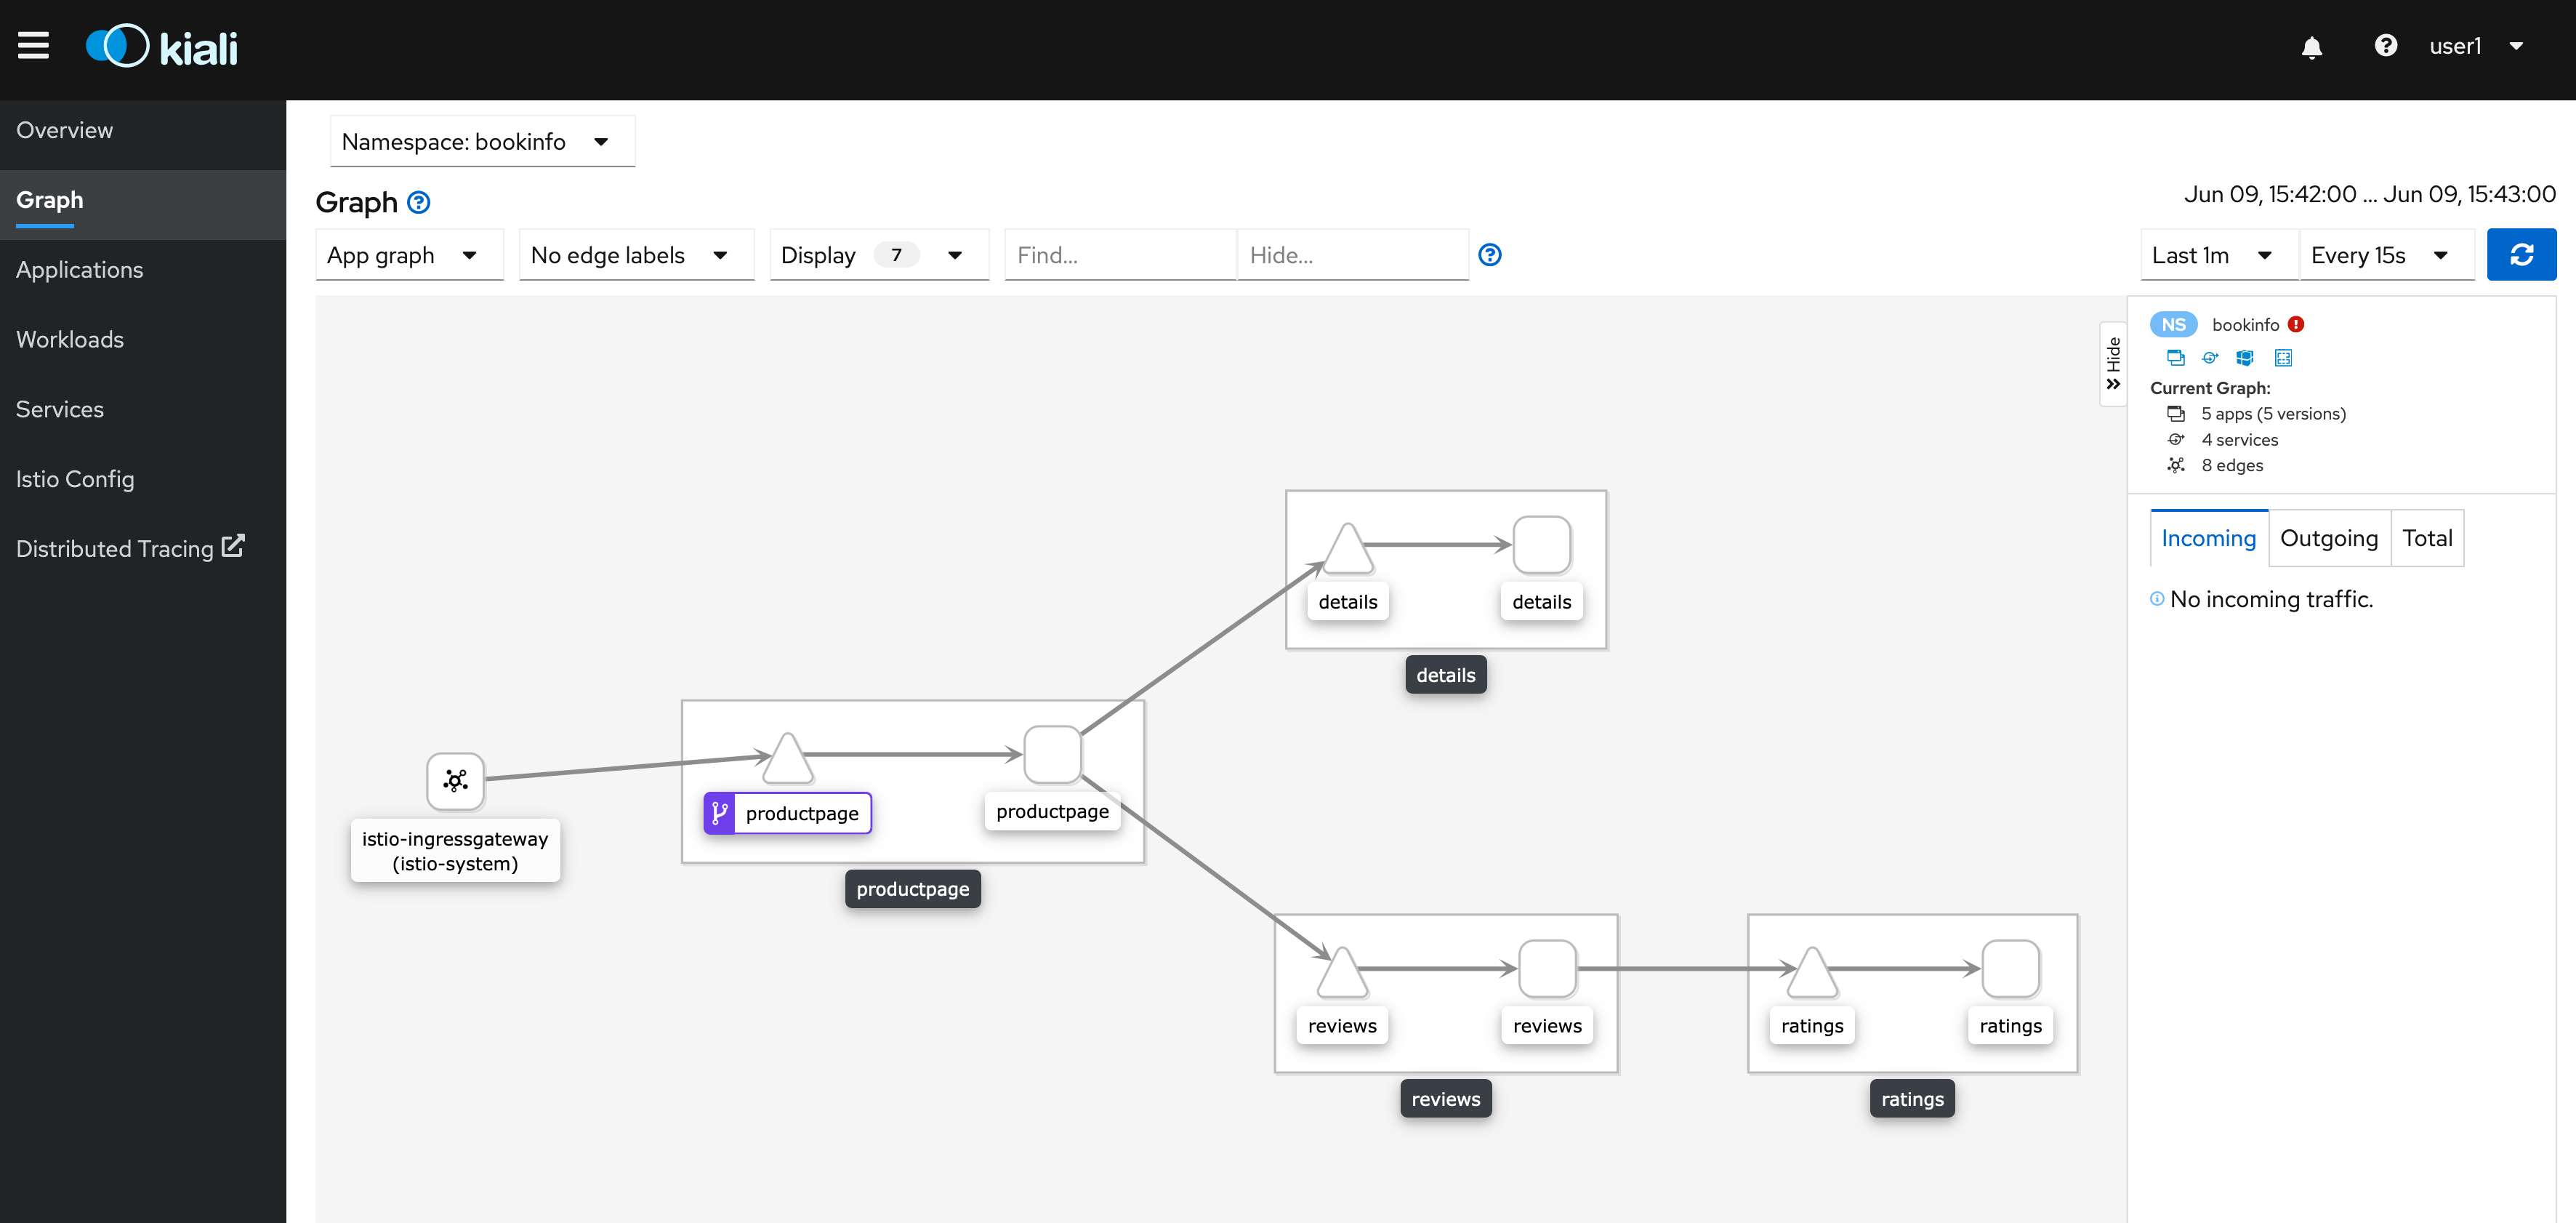 kiali
user1
Overview
Graph
Applications
Workloads
Services
Istio Config
Distributed Tracing
Namespace: bookinfo
Graph
Jun 09, 15:42:00 ... Jun 09, 15:43:00
App graph
No edge labels
Display 7
Find...
Hide...
Last 1m
Every 15s
Hide
NS bookinfo
Current Graph:
5 apps (5 versions)
4 services
8 edges
Incoming Outgoing Total
No incoming traffic.
details details
details
istio-ingressgateway
(istio-system)
productpage productpage
productpage
reviews reviews
reviews
ratings ratings
ratings